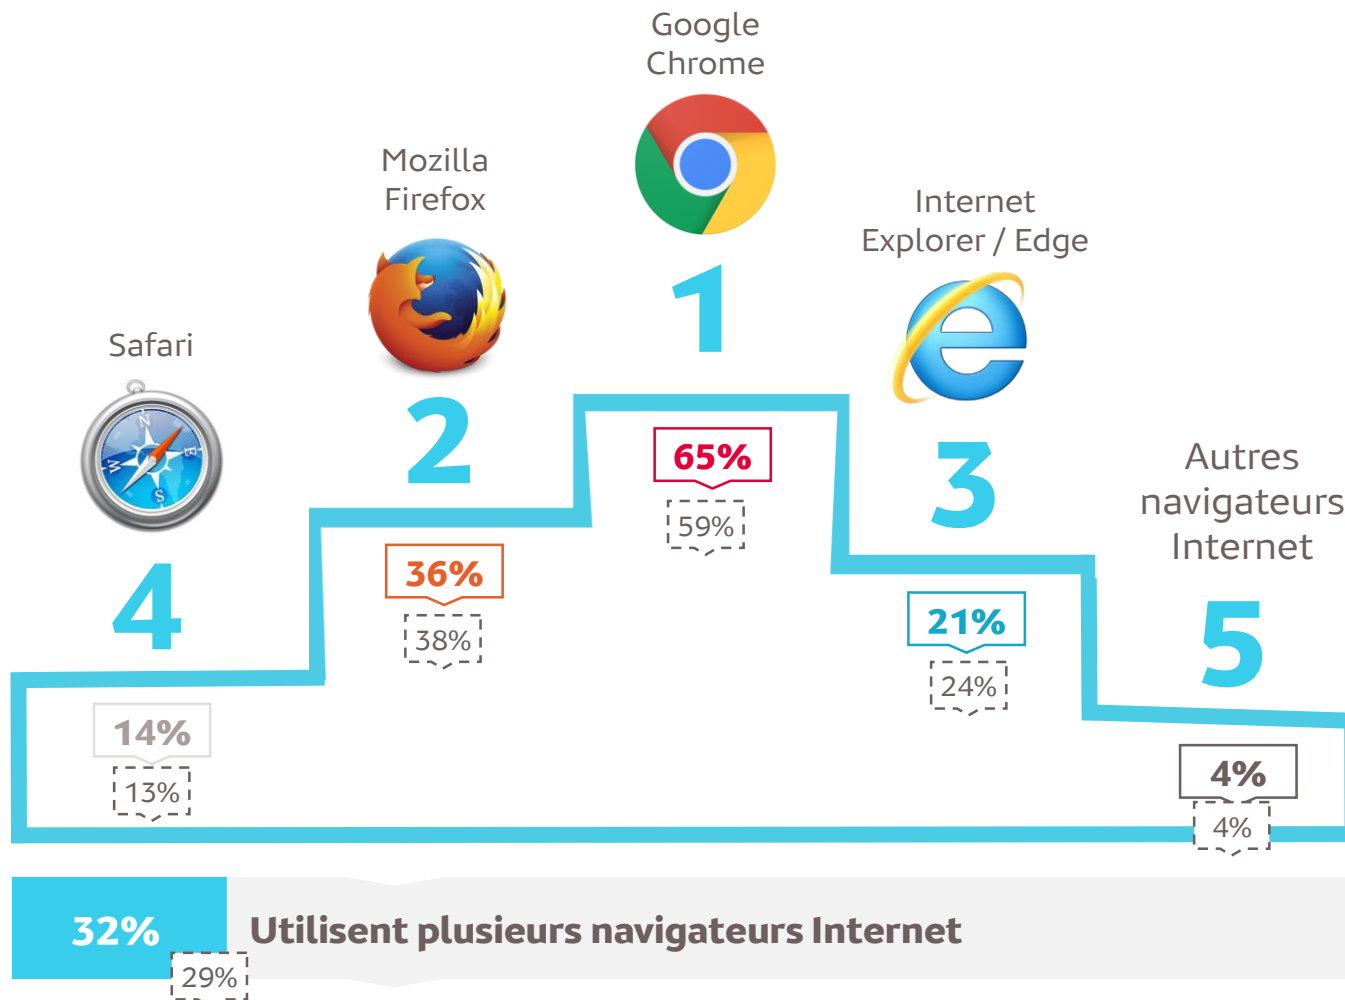 Google
Chrome
Mozilla
Firefox
Internet
Explorer / Edge
Safari
Autres
navigateurs
Internet
1
2
3
4
5
65%
59%
36%
38%
21%
24%
14%
13%
4%
4%
32%
Utilisent plusieurs navigateurs Internet
29%
N
E
S
W